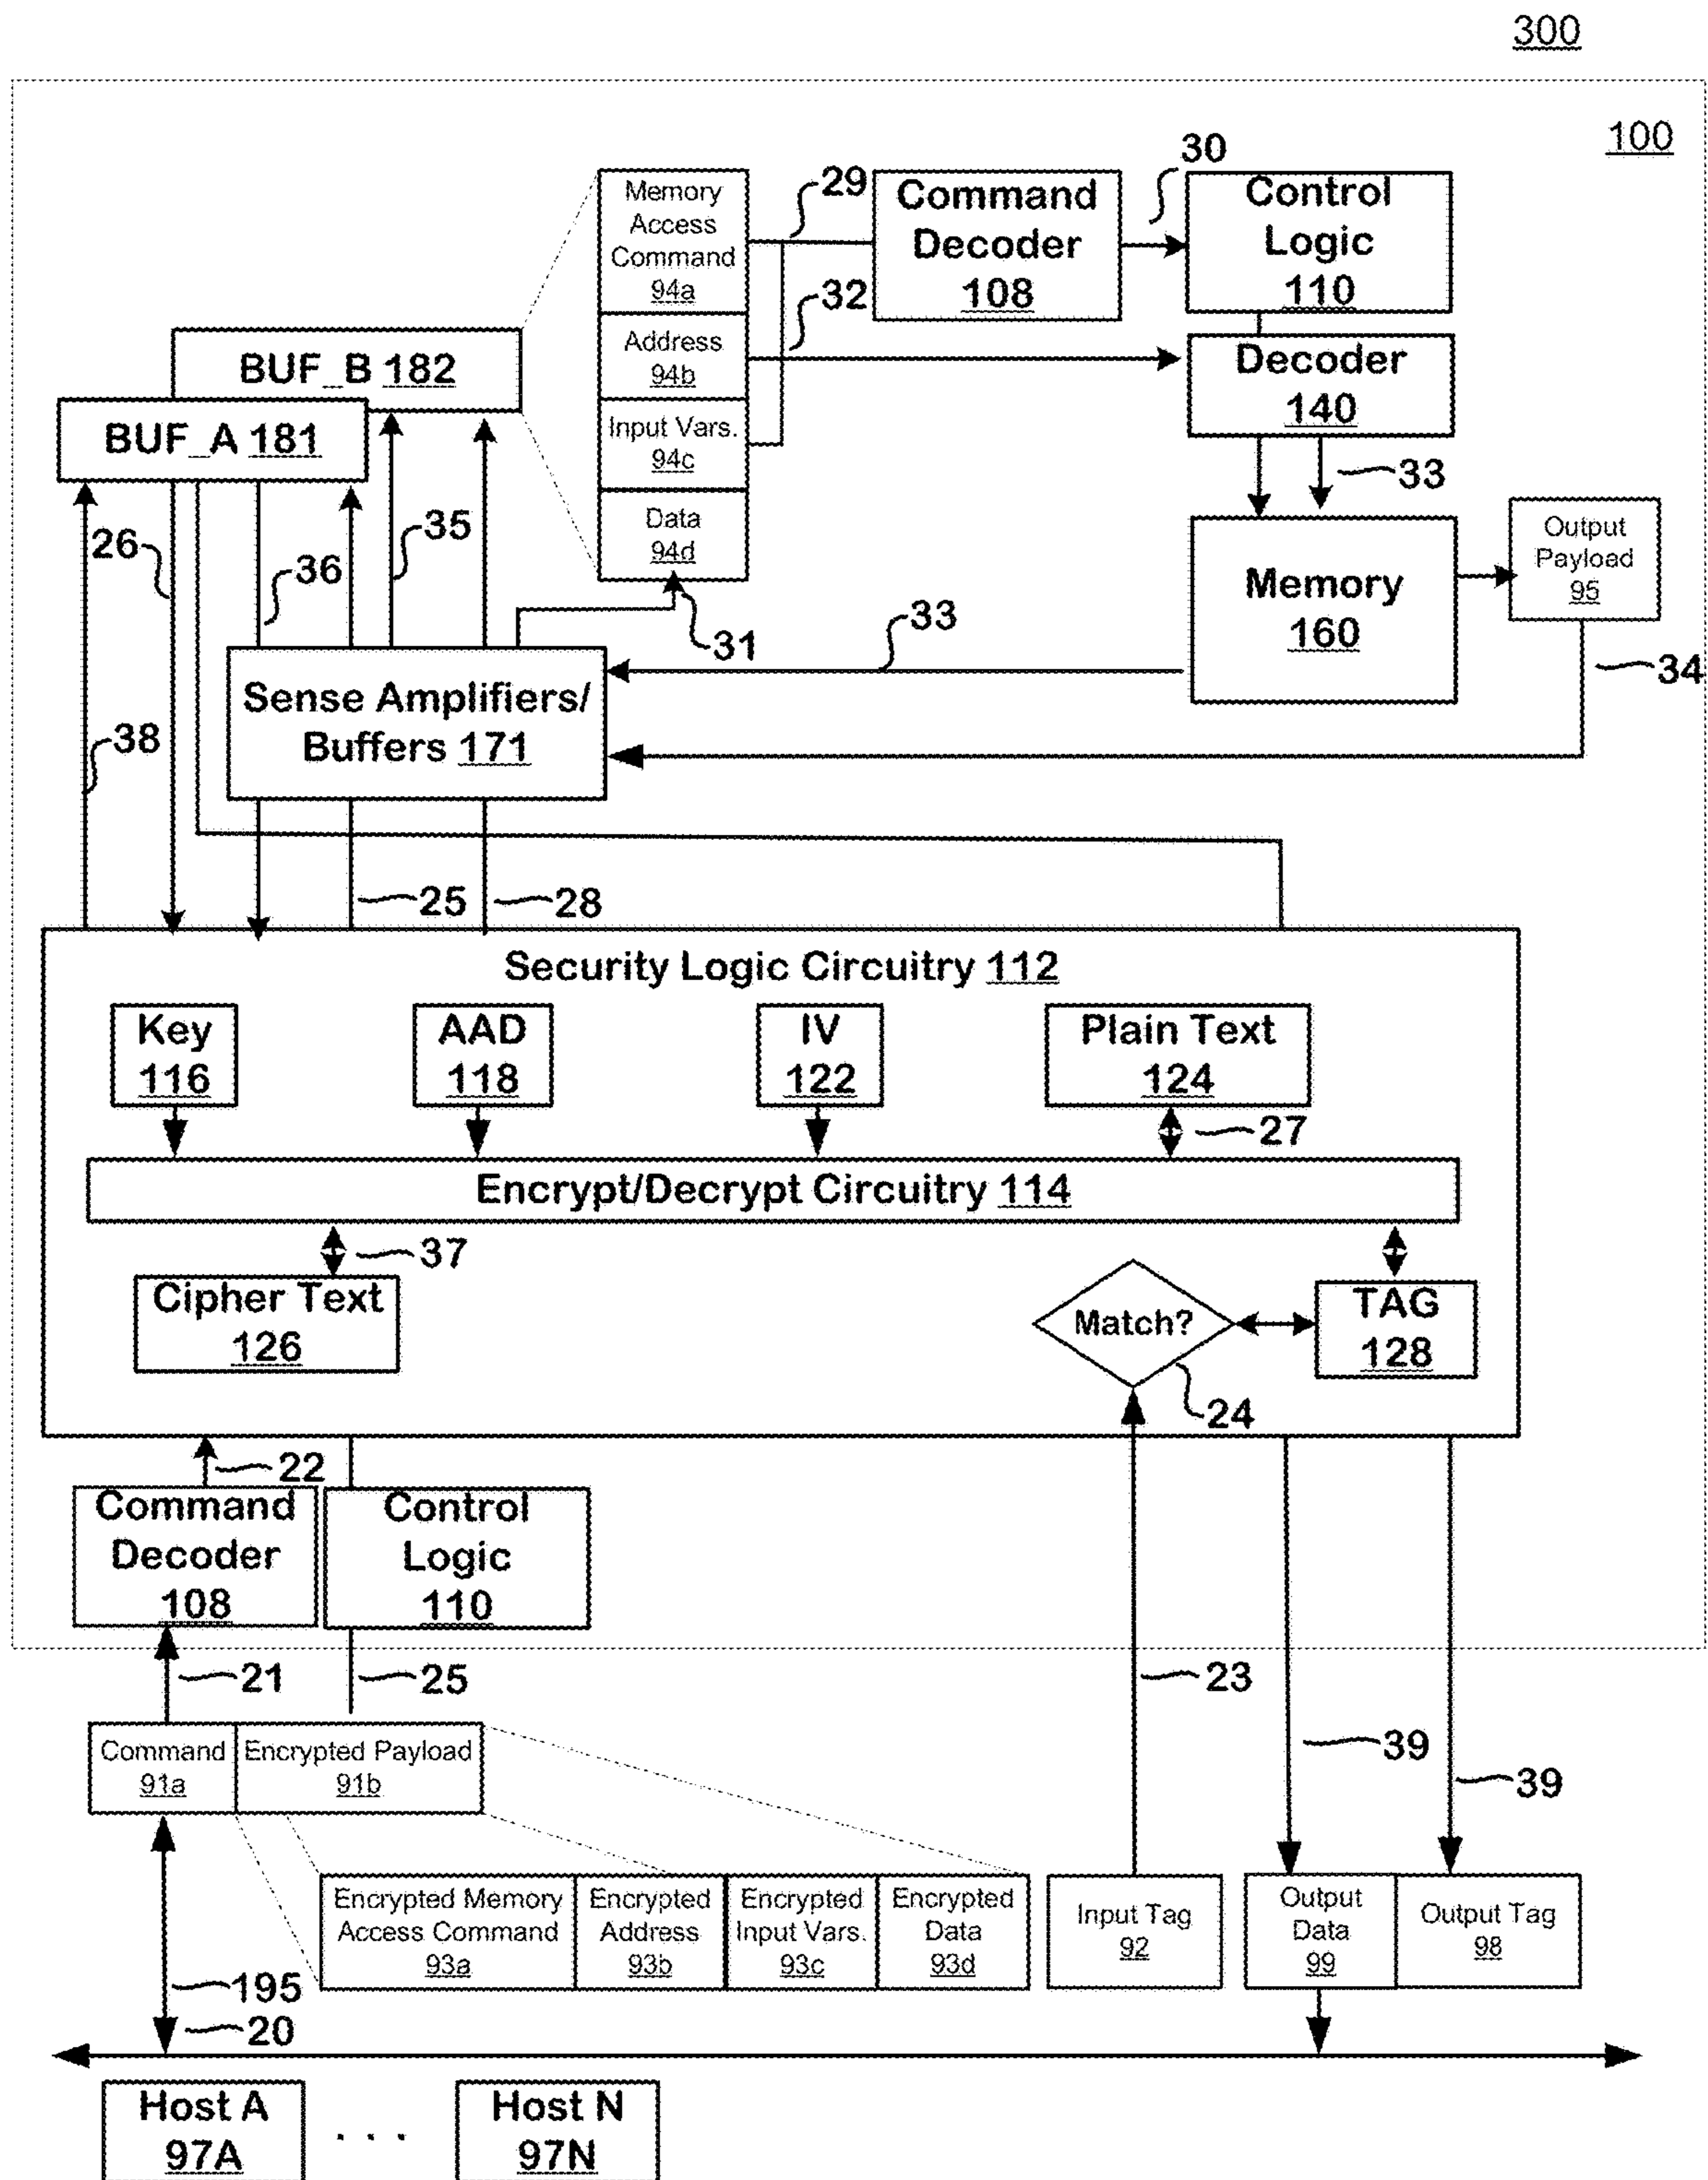 300
100
Memory
Access
Command
94a
Address
94b
Input Vars.
94c
Data
94d
29
32
Command
Decoder
108
30
Control
Logic
110
Decoder
140
33
Memory
160
Output
Payload
95
34
BUF_B 182
BUF_A 181
26
36
35
31
33
38
Sense Amplifiers/
Buffers 171
25
28
Security Logic Circuitry 112
Key
116
AAD
118
IV
122
Plain Text
124
27
Encrypt/Decrypt Circuitry 114
37
Cipher Text
126
Match?
TAG
128
24
22
Command
Decoder
108
Control
Logic
110
21
25
23
39
39
Command
91a
Encrypted Payload
91b
Encrypted Memory
Access Command
93a
Encrypted
Address
93b
Encrypted
Input Vars.
93c
Encrypted
Data
93d
Input Tag
92
Output
Data
99
Output Tag
98
195
20
Host A
97A
. . .
Host N
97N